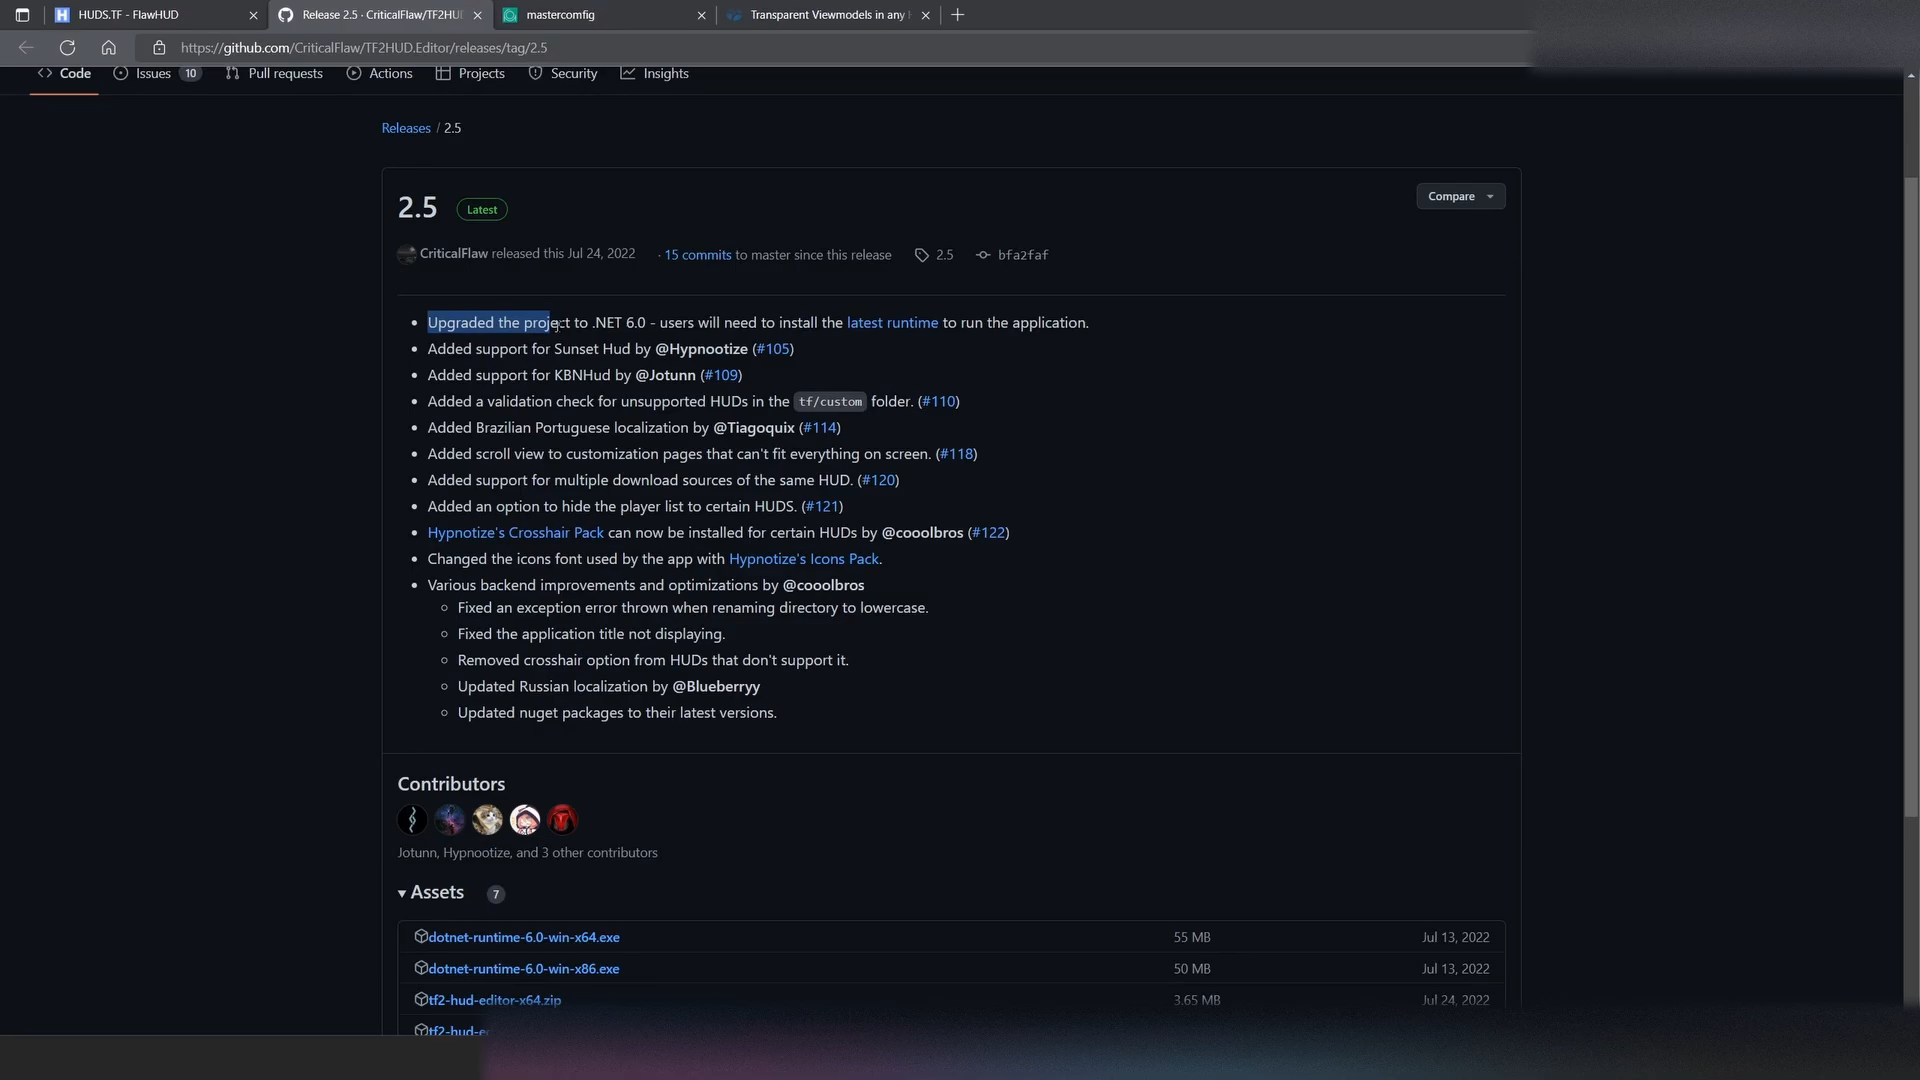 HUDS.TF - FlawHUD
Release 2.5 · CriticalFlaw/TF2HUD
mastercomfig
Transparent Viewmodels in any
https://github.com/CriticalFlaw/TF2HUD.Editor/releases/tag/2.5
Code Issues 10 Pull requests Actions Projects Security Insights
Releases / 2.5
2.5 Latest
Compare
CriticalFlaw released this Jul 24, 2022 · 15 commits to master since this release 2.5 bfa2faf
• Upgraded the project to .NET 6.0 - users will need to install the latest runtime to run the application.
• Added support for Sunset Hud by @Hypnootize (#105)
• Added support for KBNHud by @Jotunn (#109)
• Added a validation check for unsupported HUDs in the tf/custom folder. (#110)
• Added Brazilian Portuguese localization by @Tiagoquix (#114)
• Added scroll view to customization pages that can't fit everything on screen. (#118)
• Added support for multiple download sources of the same HUD. (#120)
• Added an option to hide the player list to certain HUDS. (#121)
• Hypnotize's Crosshair Pack can now be installed for certain HUDs by @cooolbros (#122)
• Changed the icons font used by the app with Hypnotize's Icons Pack.
• Various backend improvements and optimizations by @cooolbros
◦ Fixed an exception error thrown when renaming directory to lowercase.
◦ Fixed the application title not displaying.
◦ Removed crosshair option from HUDs that don't support it.
◦ Updated Russian localization by @Blueberryy
◦ Updated nuget packages to their latest versions.
Contributors
Jotunn, Hypnootize, and 3 other contributors
Assets 7
dotnet-runtime-6.0-win-x64.exe 55 MB Jul 13, 2022
dotnet-runtime-6.0-win-x86.exe 50 MB Jul 13, 2022
tf2-hud-editor-x64.zip 3.65 MB Jul 24, 2022
tf2-hud-e